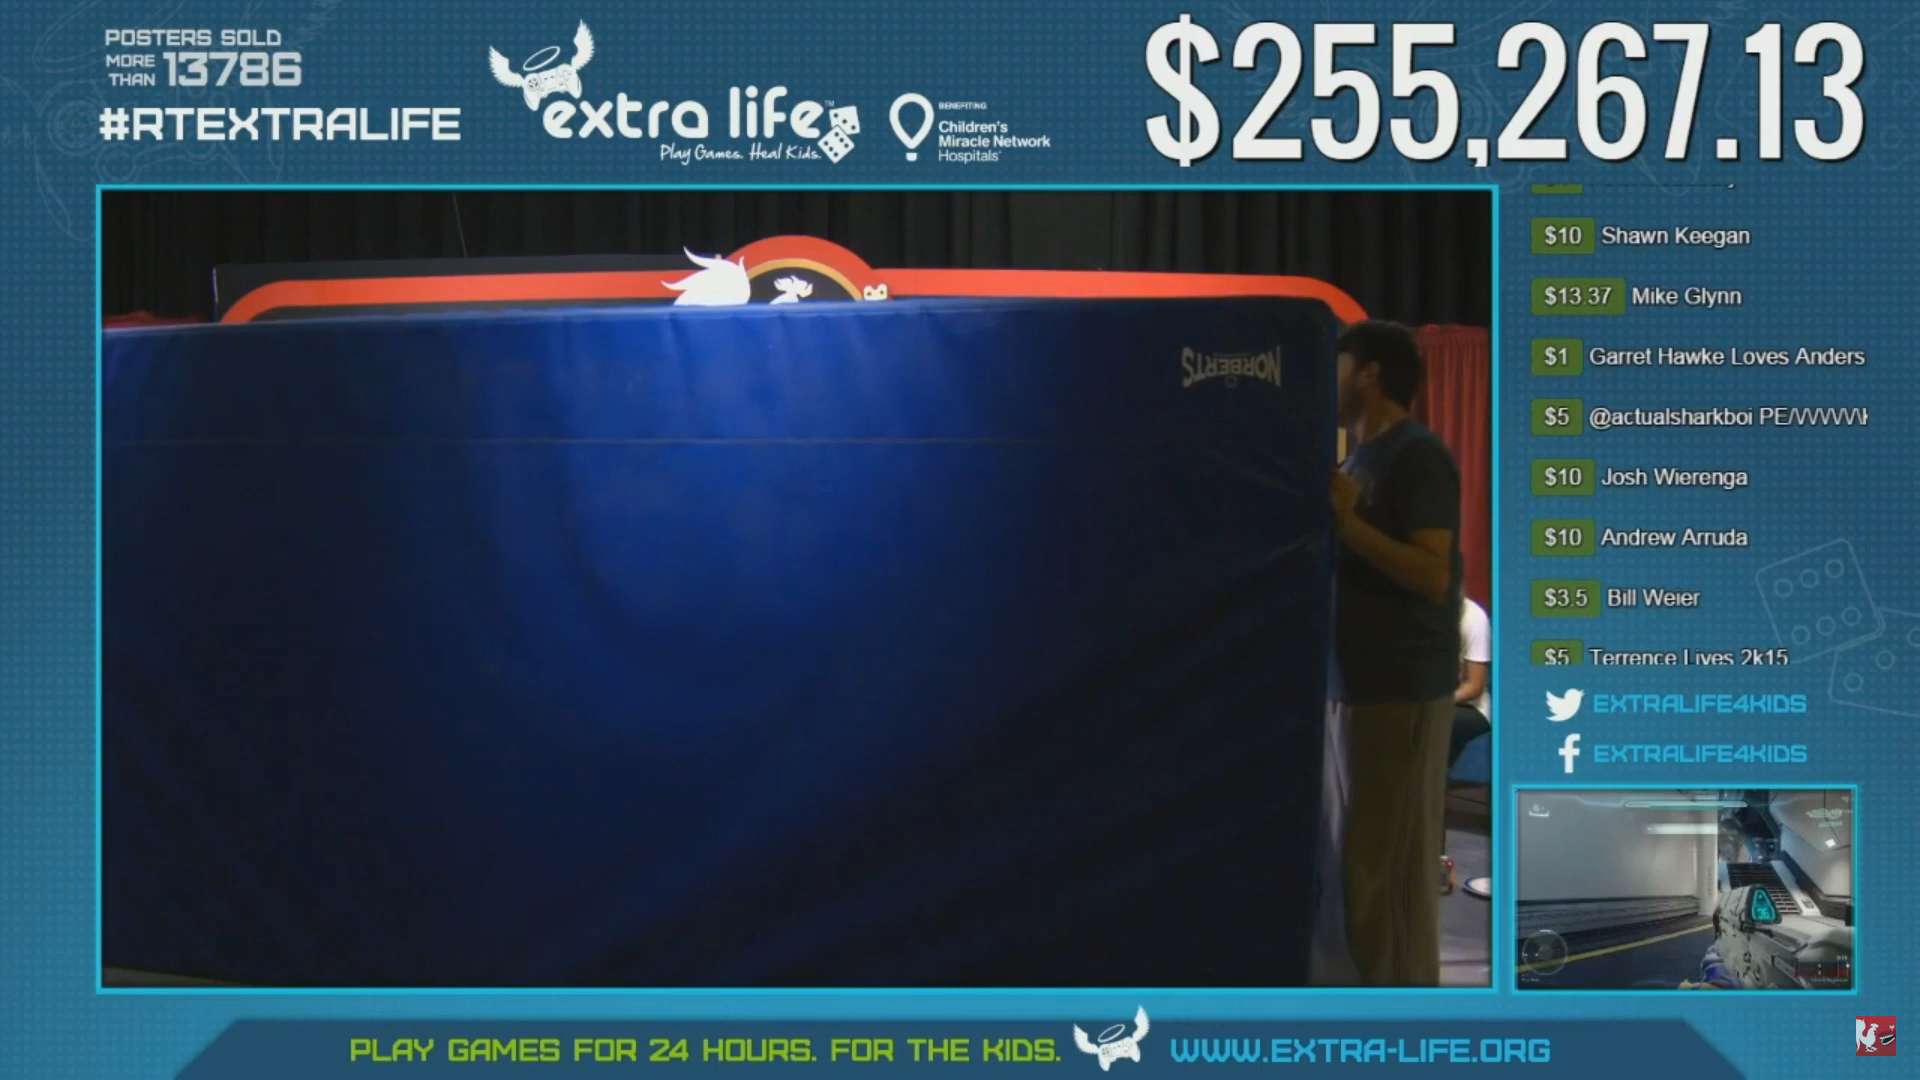 POSTERS SOLD
MORE THAN 13786
#RTEXTRALIFE
extra life™
Play Games. Heal Kids.
BENEFITING
Children's
Miracle Network
Hospitals
$255,267.13
NORBERTS
$10 Shawn Keegan
$13.37 Mike Glynn
$1 Garret Hawke Loves Anders
$5 @actualsharkboi
$10 Josh Wierenga
$10 Andrew Arruda
$3.5 Bill Weier
$5 Terrence Lives 2k15
EXTRALIFE4KIDS
EXTRALIFE4KIDS
36
PLAY GAMES FOR 24 HOURS. FOR THE KIDS.
WWW.EXTRA-LIFE.ORG